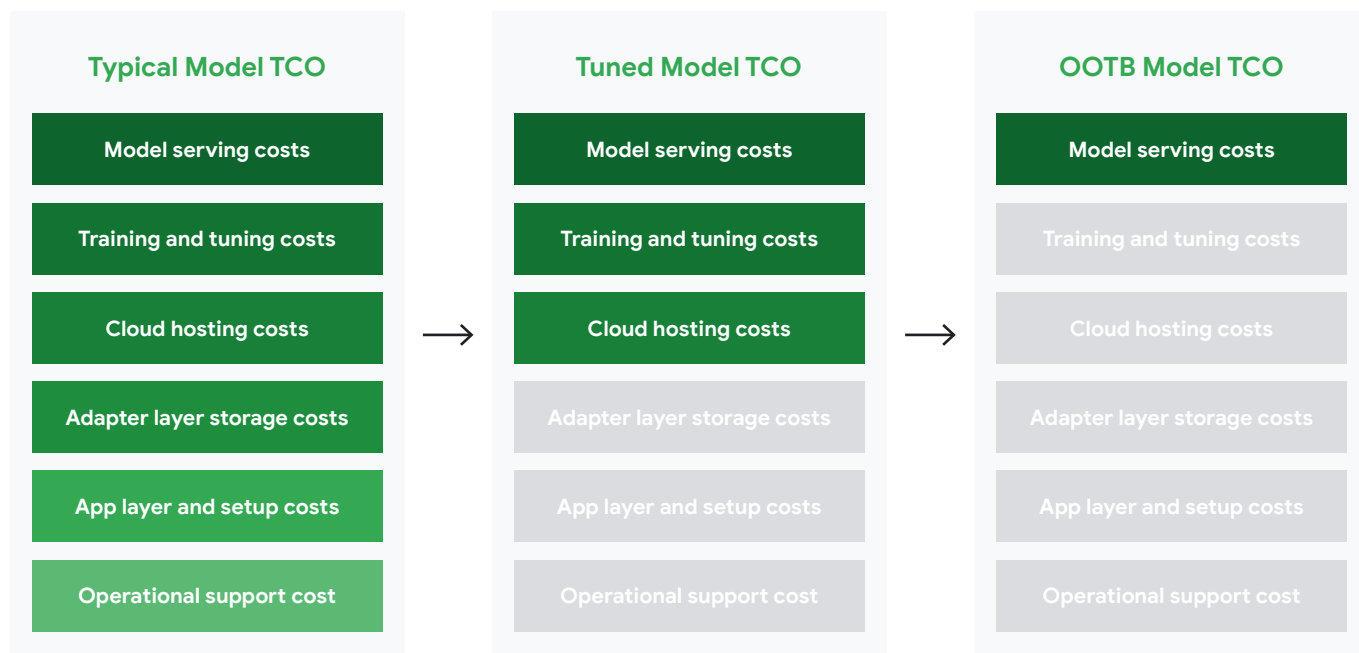 Typical Model TCO
Model serving costs
Training and tuning costs
Cloud hosting costs
Adapter layer storage costs
App layer and setup costs
Operational support cost
Tuned Model TCO
Model serving costs
Training and tuning costs
Cloud hosting costs
Adapter layer storage costs
App layer and setup costs
Operational support cost
OOTB Model TCO
Model serving costs
Training and tuning costs
Cloud hosting costs
Adapter layer storage costs
App layer and setup costs
Operational support cost